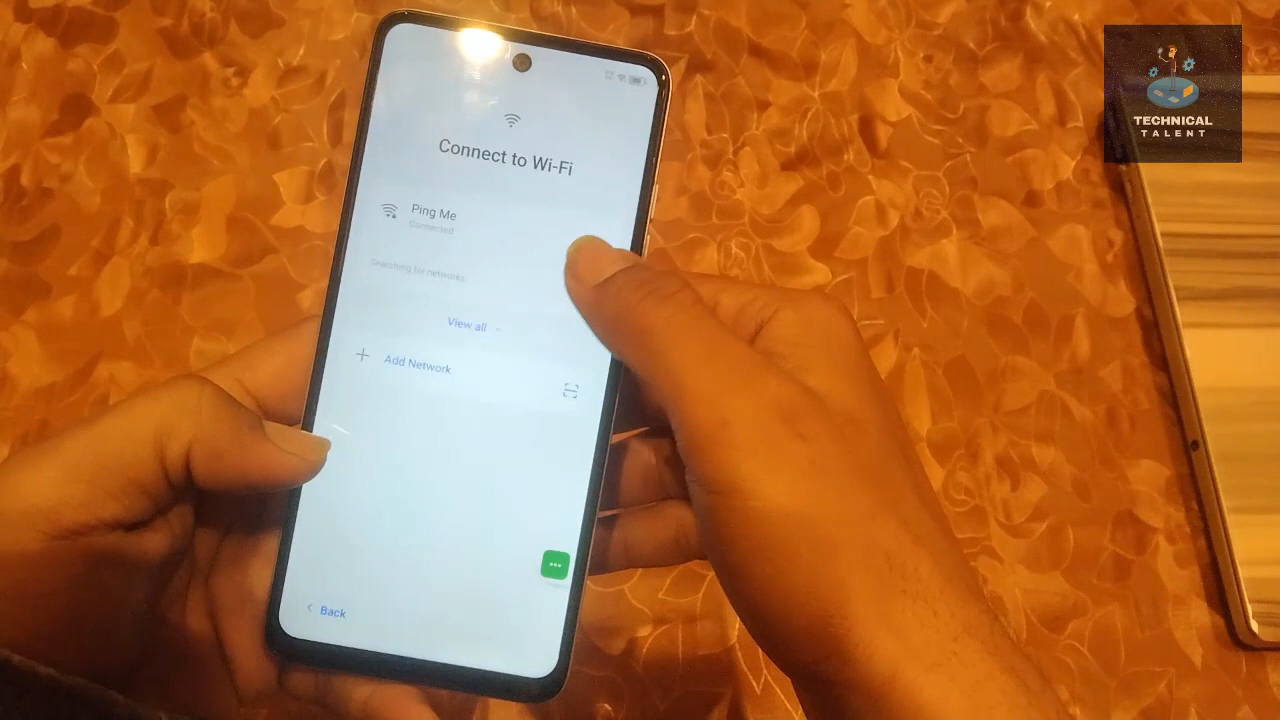 Connect to Wi-Fi
Ping Me
Connected
Searching for networks
View all
Add Network
Back
TECHNICAL
TALENT